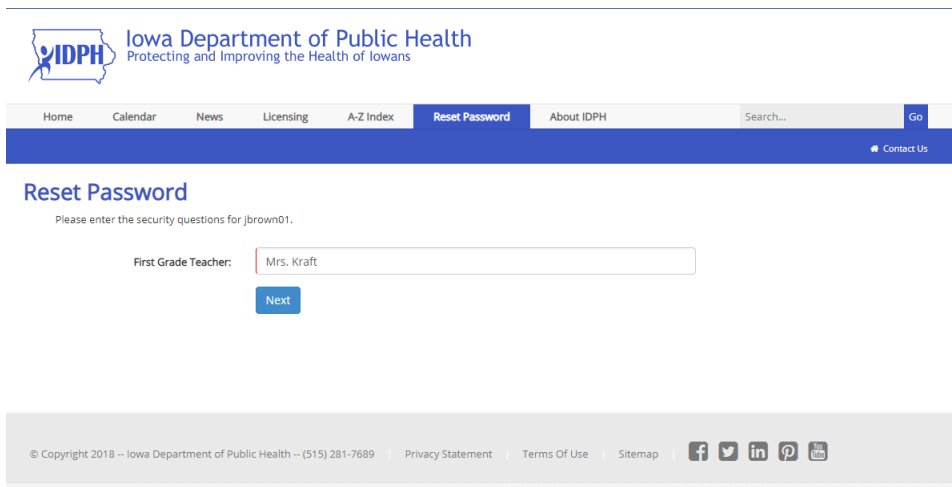 IDPH
Iowa Department of Public Health
Protecting and Improving the Health of Iowans
Home Calendar News Licensing A-Z Index Reset Password About IDPH Search... Go
Contact Us
Reset Password
Please enter the security questions for jbrown01.
First Grade Teacher: Mrs. Kraft
Next
© Copyright 2018 -- Iowa Department of Public Health -- (515) 281-7689 | Privacy Statement | Terms Of Use | Sitemap | f in You Tube